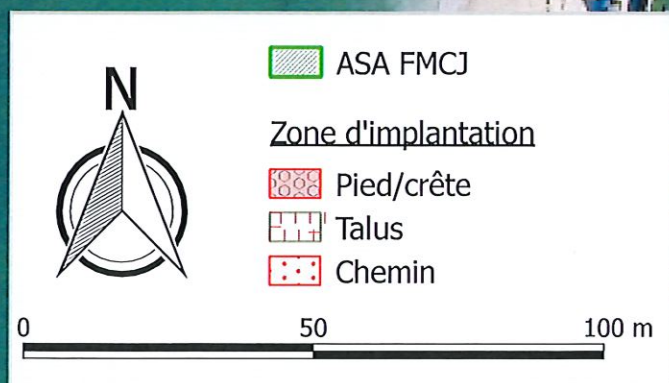 N
ASA FMCJ
Zone d'implantation
Pied/crête
Talus
Chemin
0 50 100 m